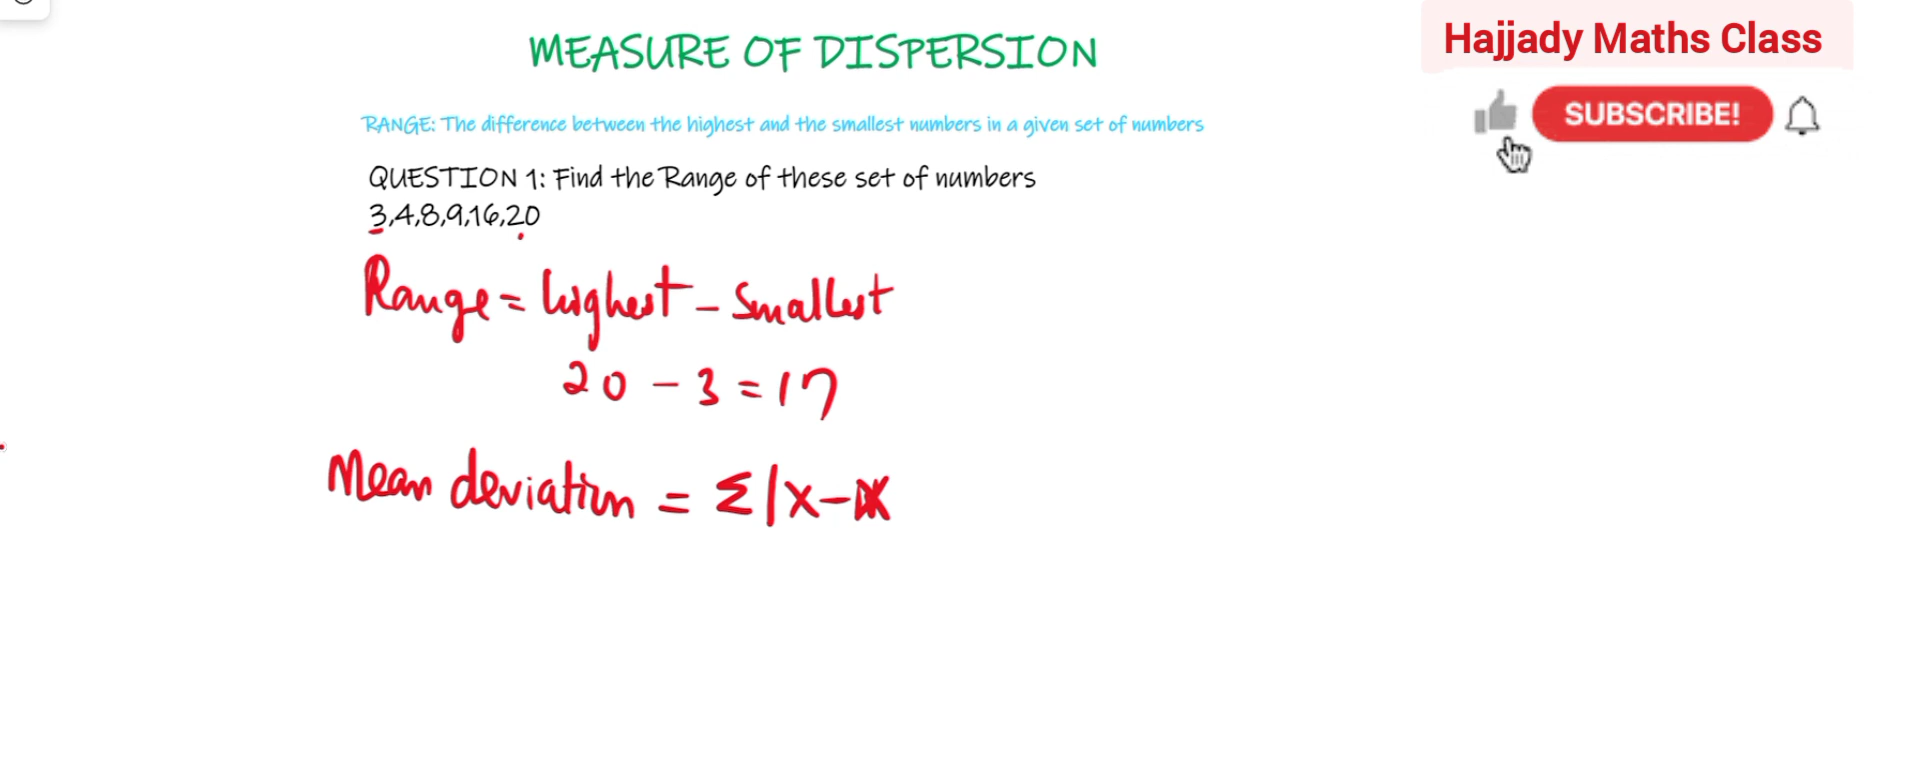 MEASURE OF DISPERSION
Hajjady Maths Class
SUBSCRIBE!
RANGE: The difference between the highest and the smallest numbers in a given set of numbers
QUESTION 1: Find the Range of these set of numbers
3,4,8,9,16,20
Range = highest - Smallest
20 - 3 = 17
Mean deviation = Σ|x-